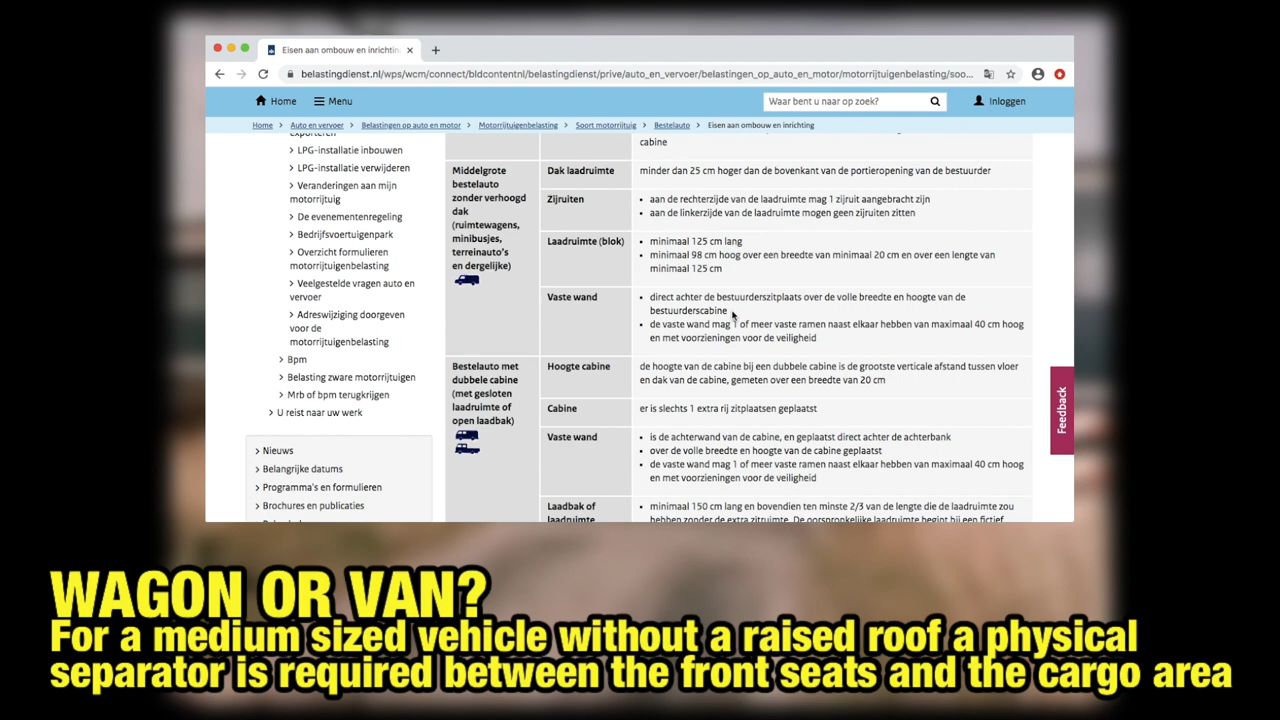 Eisen aan ombouw en inrichtin
belastingdienst.nl/wps/wcm/connect/bldcontentnl/belastingdienst/prive/auto_en_vervoer/belastingen_op_auto_en_motor/motorrijtuigenbelasting/soo...
Home
Menu
Waar bent u naar op zoek?
Inloggen
Home > Auto en vervoer > Belastingen op auto en motor > Motorrijtuigenbelasting > Soort motorrijtuig > Bestelauto > Eisen aan ombouw en inrichting
exporteren
> LPG-installatie inbouwen
> LPG-installatie verwijderen
> Veranderingen aan mijn
motorrijtuig
> De evenementenregeling
> Bedrijfsvoertuigenpark
> Overzicht formulieren
motorrijtuigenbelasting
> Veelgestelde vragen auto en
vervoer
> Adreswijziging doorgeven
voor de
motorrijtuigenbelasting
> Bpm
> Belasting zware motorrijtuigen
> Mrb of bpm terugkrijgen
> U reist naar uw werk
> Nieuws
> Belangrijke datums
> Programma's en formulieren
> Brochures en publicaties
cabine
Middelgrote
bestelauto
zonder verhoogd
dak
(ruimtewagens,
minibusjes,
terreinauto's
en dergelijke)
Dak laadruimte
minder dan 25 cm hoger dan de bovenkant van de portieropening van de bestuurder
Zijruiten
• aan de rechterzijde van de laadruimte mag 1 zijruit aangebracht zijn
• aan de linkerzijde van de laadruimte mogen geen zijruiten zitten
Laadruimte (blok)
• minimaal 125 cm lang
• minimaal 98 cm hoog over een breedte van minimaal 20 cm en over een lengte van
minimaal 125 cm
Vaste wand
• direct achter de bestuurderszitplaats over de volle breedte en hoogte van de
bestuurderscabine
• de vaste wand mag 1 of meer vaste ramen naast elkaar hebben van maximaal 40 cm hoog
en met voorzieningen voor de veiligheid
Bestelauto met
dubbele cabine
(met gesloten
laadruimte of
open laadbak)
Hoogte cabine
de hoogte van de cabine bij een dubbele cabine is de grootste verticale afstand tussen vloer
en dak van de cabine, gemeten over een breedte van 20 cm
Cabine
er is slechts 1 extra rij zitplaatsen geplaatst
Vaste wand
• is de achterwand van de cabine, en geplaatst direct achter de achterbank
• over de volle breedte en hoogte van de cabine geplaatst
• de vaste wand mag 1 of meer vaste ramen naast elkaar hebben van maximaal 40 cm hoog
en met voorzieningen voor de veiligheid
Laadbak of
laadruimte
• minimaal 150 cm lang en bovendien ten minste 2/3 van de lengte die de laadruimte zou
hebben zonder de extra zitruimte. De oorspronkelijke laadruimte begint bij een fictief
Feedback
WAGON OR VAN?
For a medium sized vehicle without a raised roof a physical
separator is required between the front seats and the cargo area